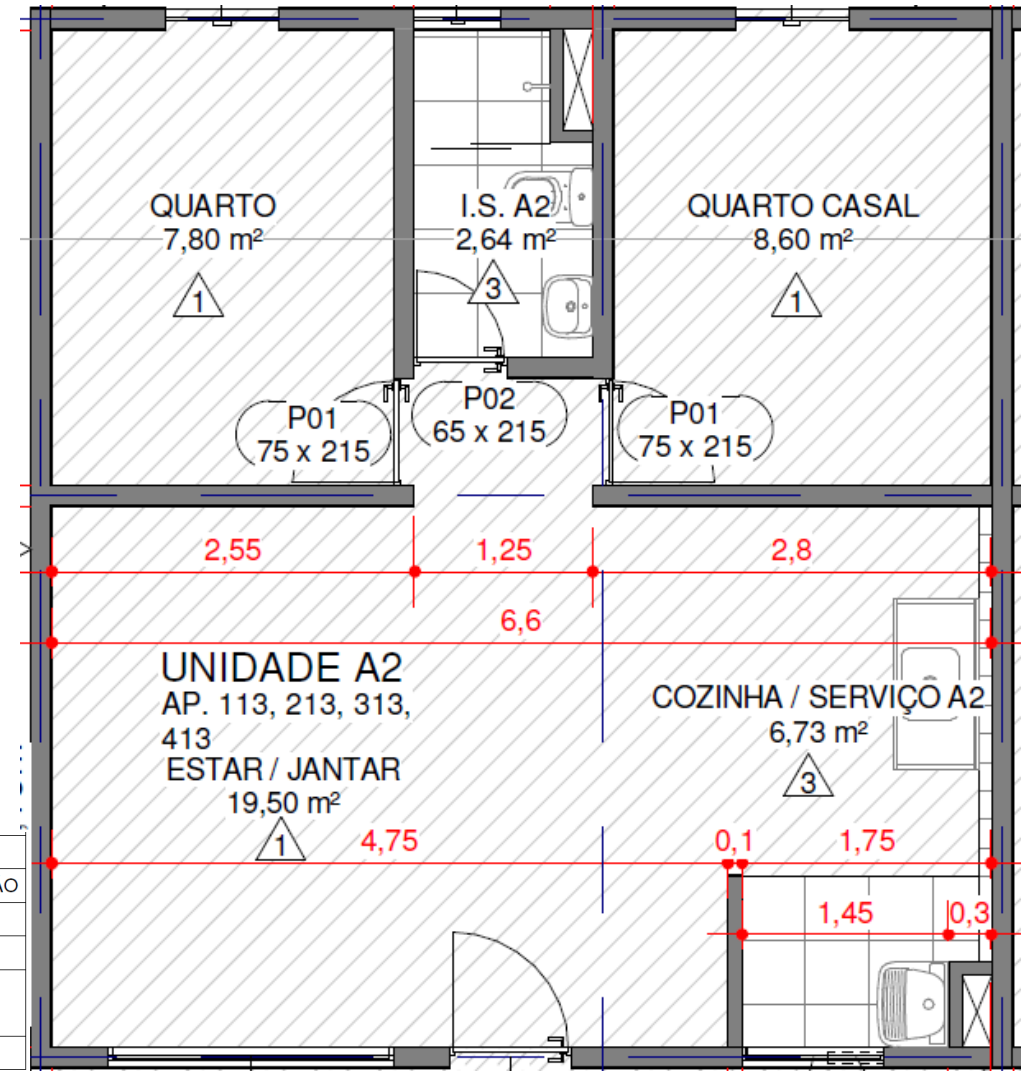 QUARTO
7,80 m²
1
I.S. A2
2,64 m²
3
QUARTO CASAL
8,60 m²
1
P01
75 x 215
P02
65 x 215
P01
75 x 215
2,55
1,25
2,8
6,6
UNIDADE A2
AP. 113, 213, 313,
413
ESTAR / JANTAR
19,50 m²
1
COZINHA / SERVIÇO A2
6,73 m²
3
4,75
0,1
1,75
1,45
0,3